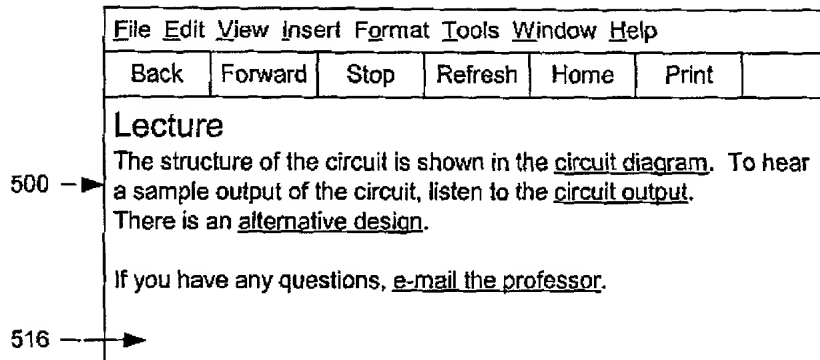 File Edit View Insert Format Tools Window Help
Back Forward Stop Refresh Home Print
Lecture
The structure of the circuit is shown in the circuit diagram. To hear
500 a sample output of the circuit, listen to the circuit output.
There is an alternative design.
If you have any questions, e-mail the professor.
516